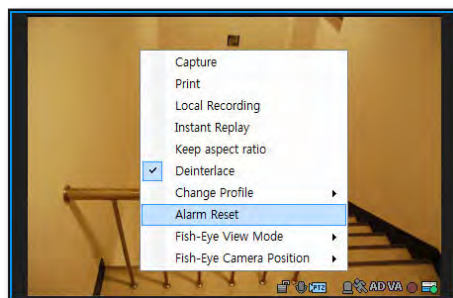 Capture
Print
Local Recording
Instant Replay
Keep aspect ratio
Deinterlace
Change Profile
Alarm Reset
Fish-Eye View Mode
Fish-Eye Camera Position
PTZ AD VA